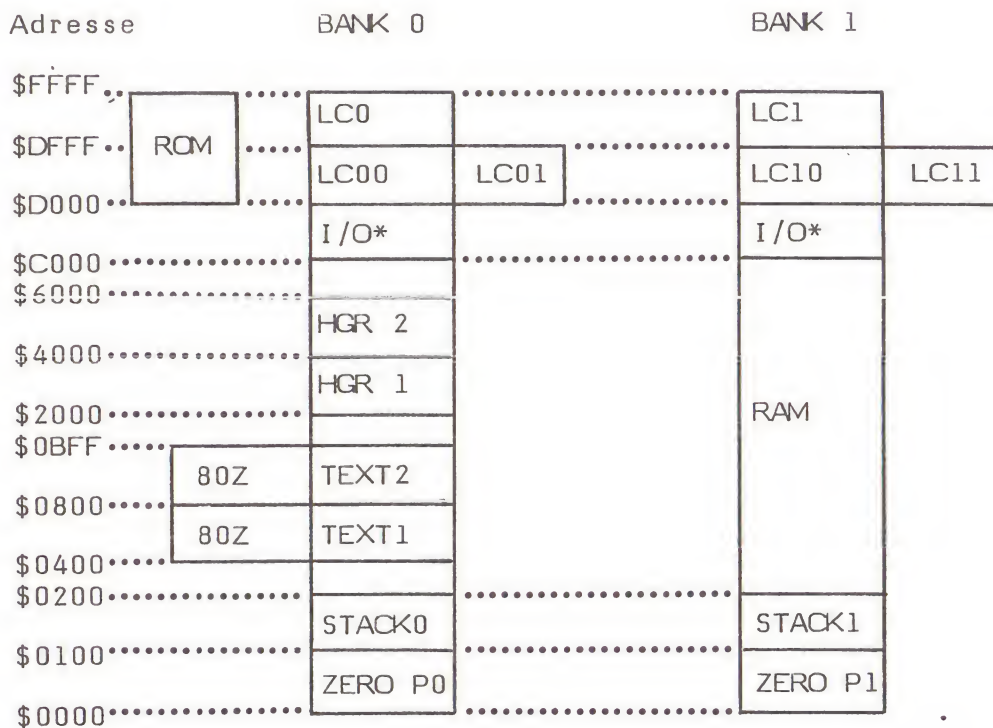 Adresse BANK 0 BANK 1
$FFFF
LC0 LC1
ROM
$DFFF
LC00 LC01 LC10 LC11
$D000
I/O* I/O*
$C000
$6000
HGR 2
$4000
HGR 1
$2000
RAM
$0BFF
80Z TEXT2
$0800
80Z TEXT1
$0400
$0200
STACK0 STACK1
$0100
ZERO P0 ZERO P1
$0000